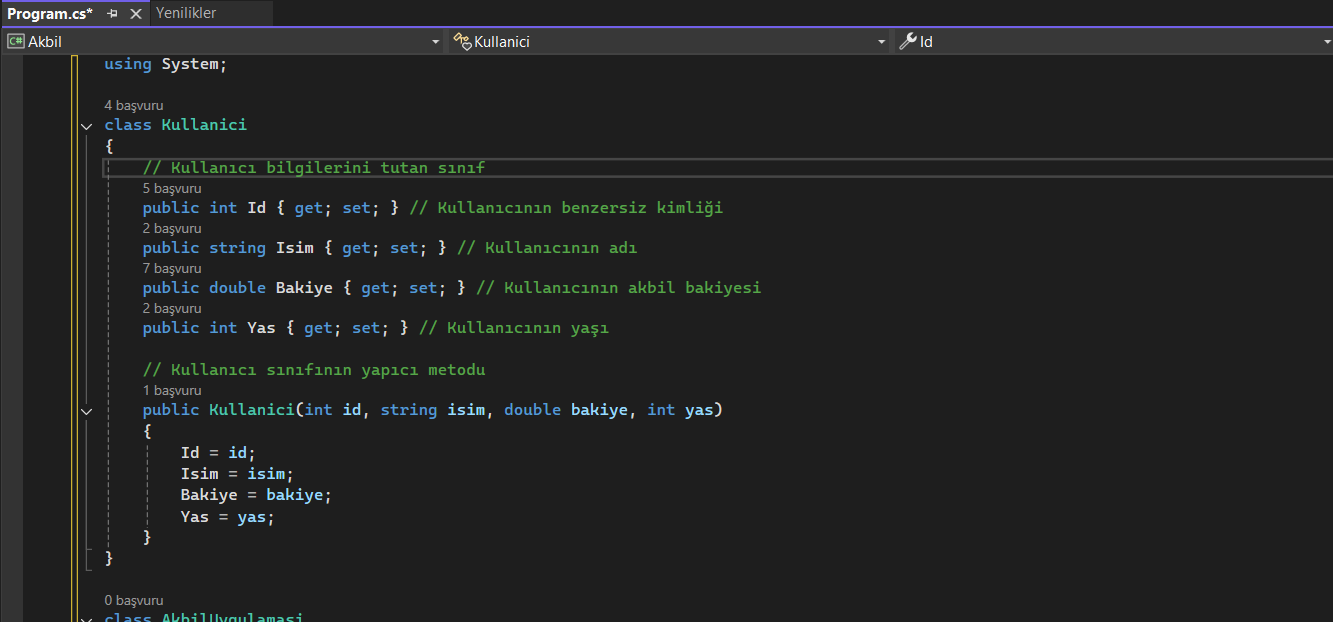 Program.cs* Yenilikler
C# Akbil Kullanici Id
using System;
4 başvuru
class Kullanici
{
// Kullanıcı bilgilerini tutan sınıf
5 başvuru
public int Id { get; set; } // Kullanıcının benzersiz kimliği
2 başvuru
public string Isim { get; set; } // Kullanıcının adı
7 başvuru
public double Bakiye { get; set; } // Kullanıcının akbil bakiyesi
2 başvuru
public int Yas { get; set; } // Kullanıcının yaşı
// Kullanıcı sınıfının yapıcı metodu
1 başvuru
public Kullanici(int id, string isim, double bakiye, int yas)
{
Id = id;
Isim = isim;
Bakiye = bakiye;
Yas = yas;
}
}
0 başvuru
class AkbilUygulamasi